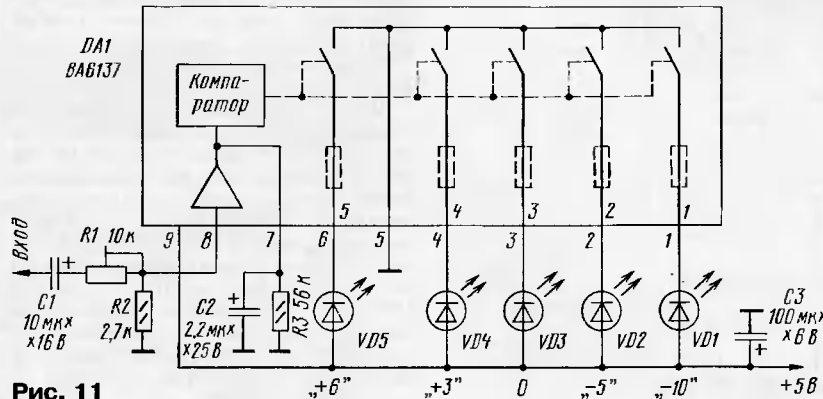 DA1
BA6137
Компа-
ратор
5 4 3 2 1
9 8 7 6 5 4 3 2 1
Вход
R1 10к
C1
10 мк×
×16 В
R2
2,7к
C2
2,2 мк×
×25 В
R3 56 к
VD5 VD4 VD3 VD2 VD1
C3
100 мк×
×6 В
„+6” „+3” 0 „−5” „−10” +5 В
Рис. 11